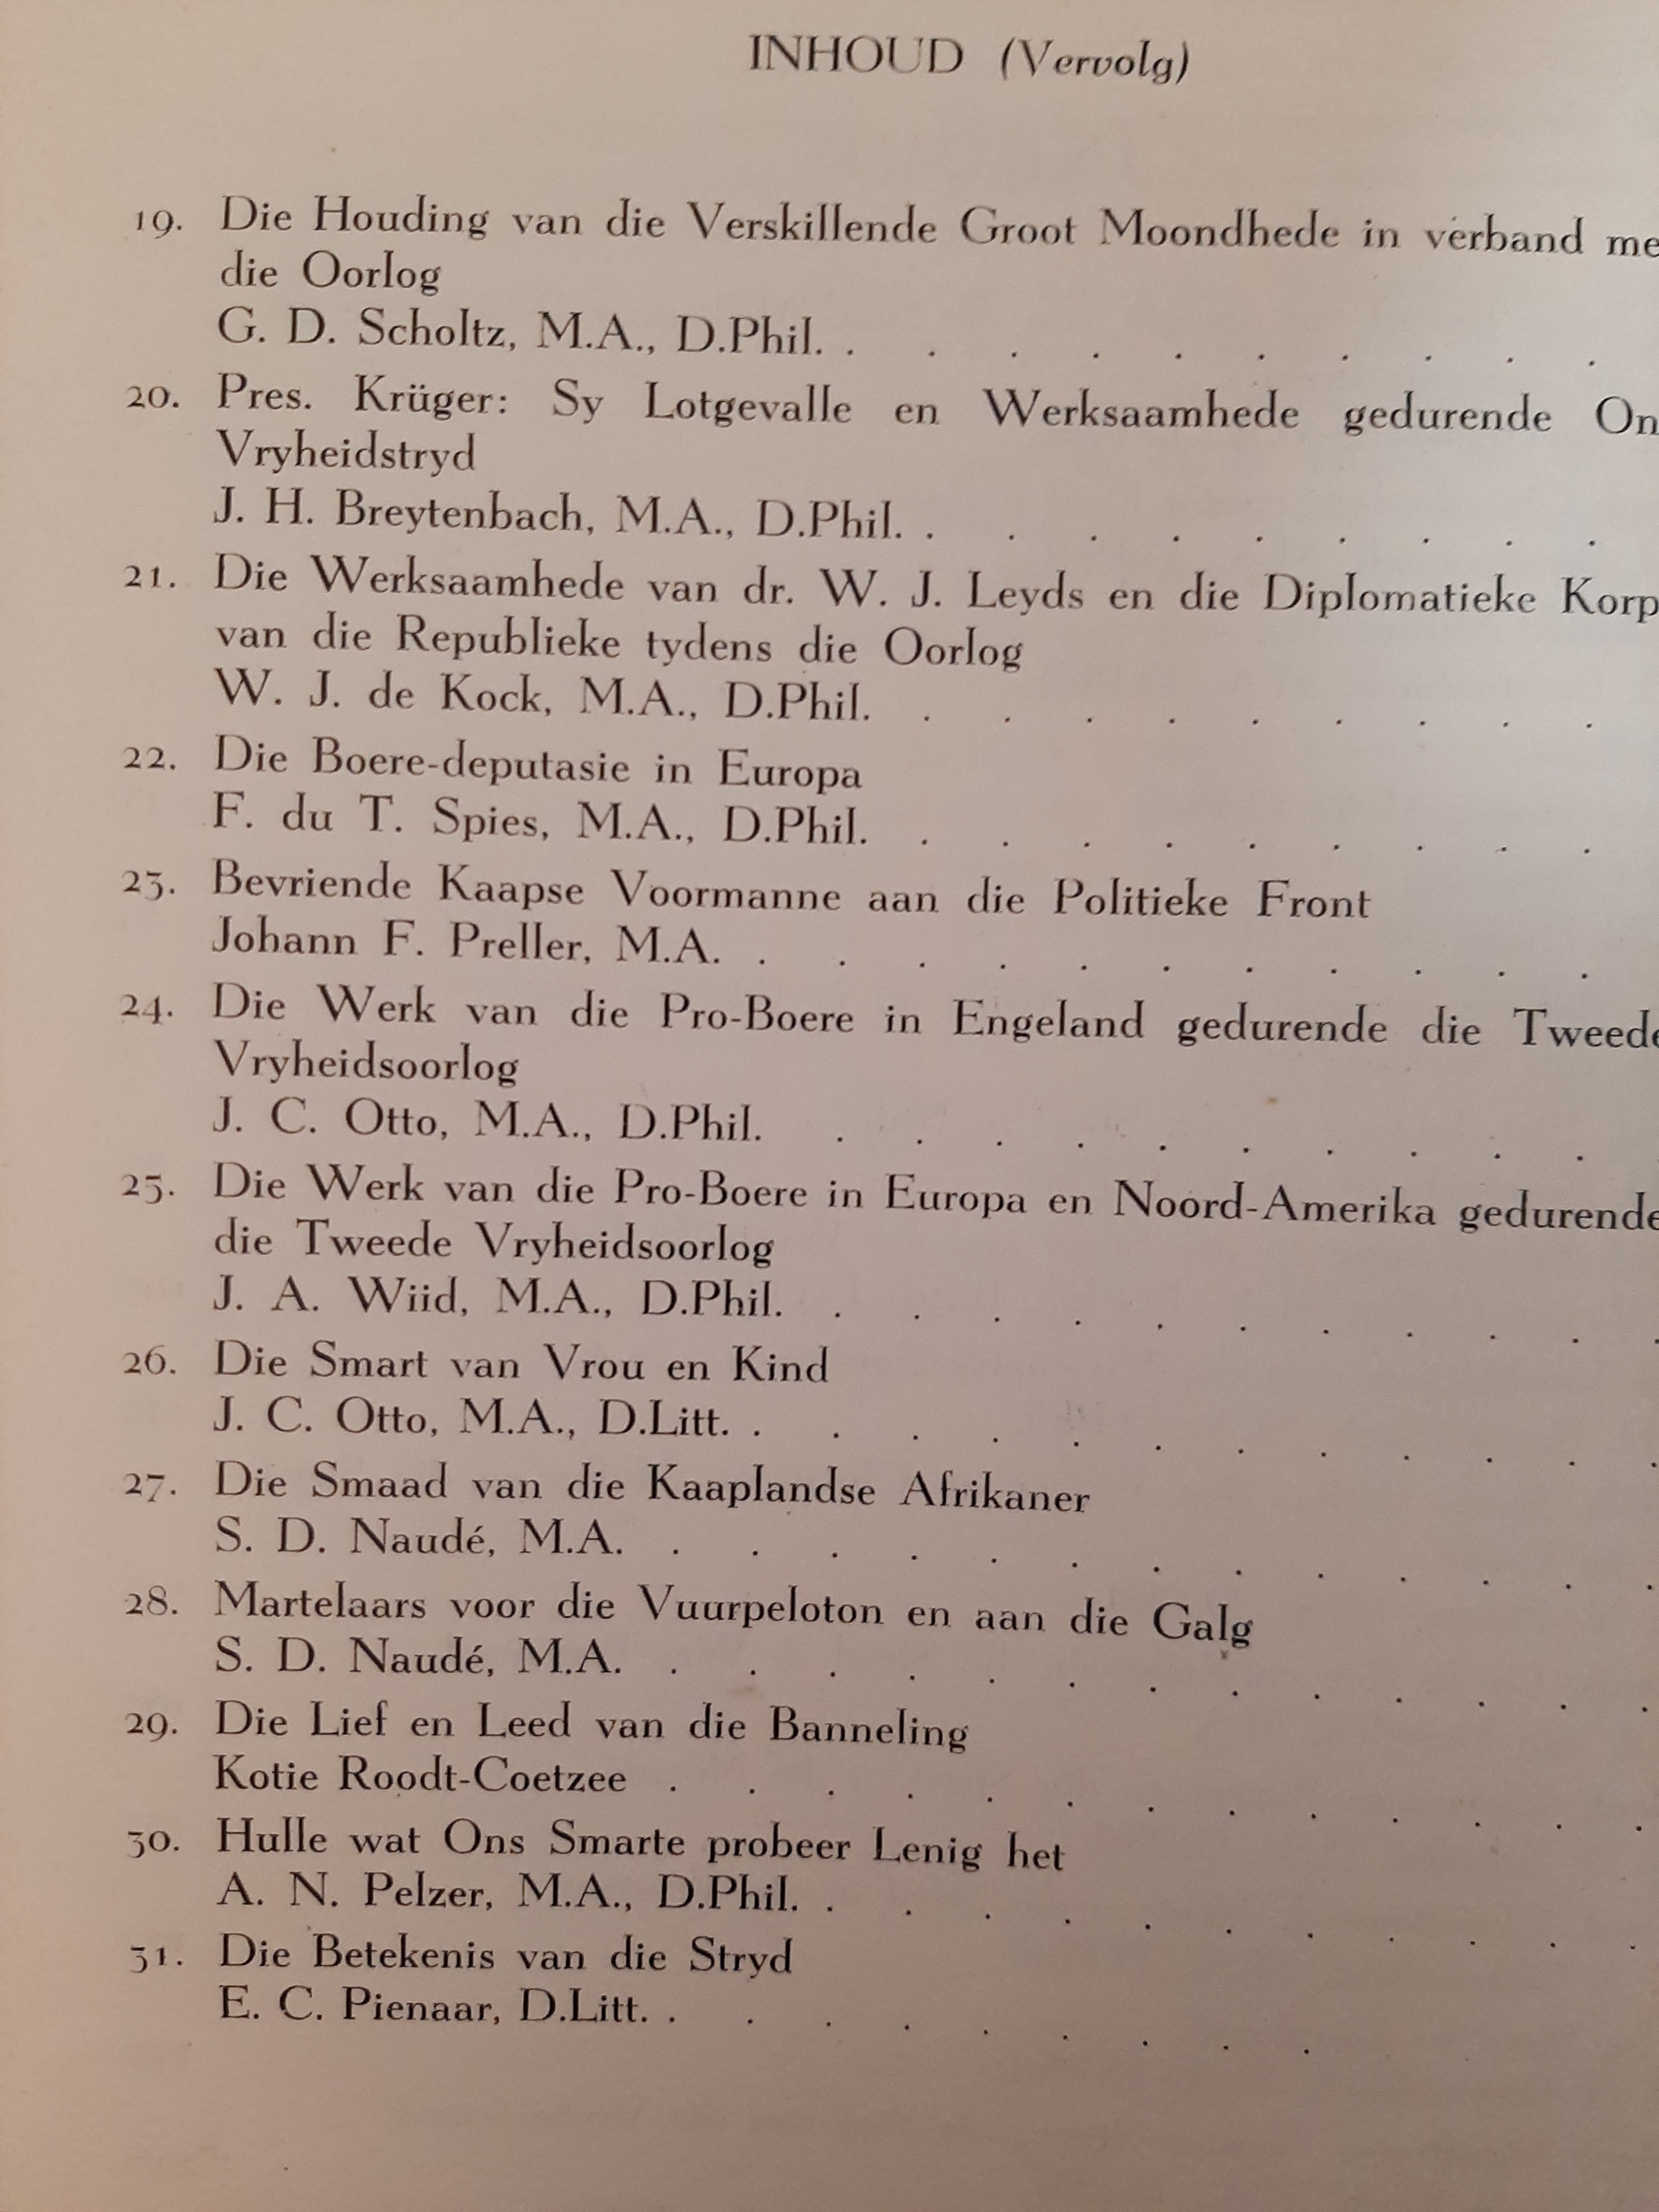 INHOUD (Vervolg)
19. Die Houding van die Verskillende Groot Moondhede in verband me
die Oorlog
G. D. Scholtz, M.A., D.Phil. . . . . . . . . . .
20. Pres. Krüger: Sy Lotgevalle en Werksaamhede gedurende On
Vryheidstryd
J. H. Breytenbach, M.A., D.Phil. . . . . . . . . .
21. Die Werksaamhede van dr. W. J. Leyds en die Diplomatieke Korp
van die Republieke tydens die Oorlog
W. J. de Kock, M.A., D.Phil. . . . . . . . . .
22. Die Boere-deputasie in Europa
F. du T. Spies, M.A., D.Phil. . . . . . . . . .
23. Bevriende Kaapse Voormanne aan die Politieke Front
Johann F. Preller, M.A. . . . . . . . . . . .
24. Die Werk van die Pro-Boere in Engeland gedurende die Tweede
Vryheidsoorlog
J. C. Otto, M.A., D.Phil. . . . . . . . . . .
25. Die Werk van die Pro-Boere in Europa en Noord-Amerika gedurende
die Tweede Vryheidsoorlog
J. A. Wiid, M.A., D.Phil. . . . . . . . . . . .
26. Die Smart van Vrou en Kind
J. C. Otto, M.A., D.Litt. . . . . . . . . . . . .
27. Die Smaad van die Kaaplandse Afrikaner
S. D. Naudé, M.A. . . . . . . . . . . . . .
28. Martelaars voor die Vuurpeloton en aan die Galg
S. D. Naudé, M.A. . . . . . . . . . . . . .
29. Die Lief en Leed van die Banneling
Kotie Roodt-Coetzee . . . . . . . . . . . . .
30. Hulle wat Ons Smarte probeer Lenig het
A. N. Pelzer, M.A., D.Phil. . . . . . . . . . . .
31. Die Betekenis van die Stryd
E. C. Pienaar, D.Litt. . . . . . . . . .